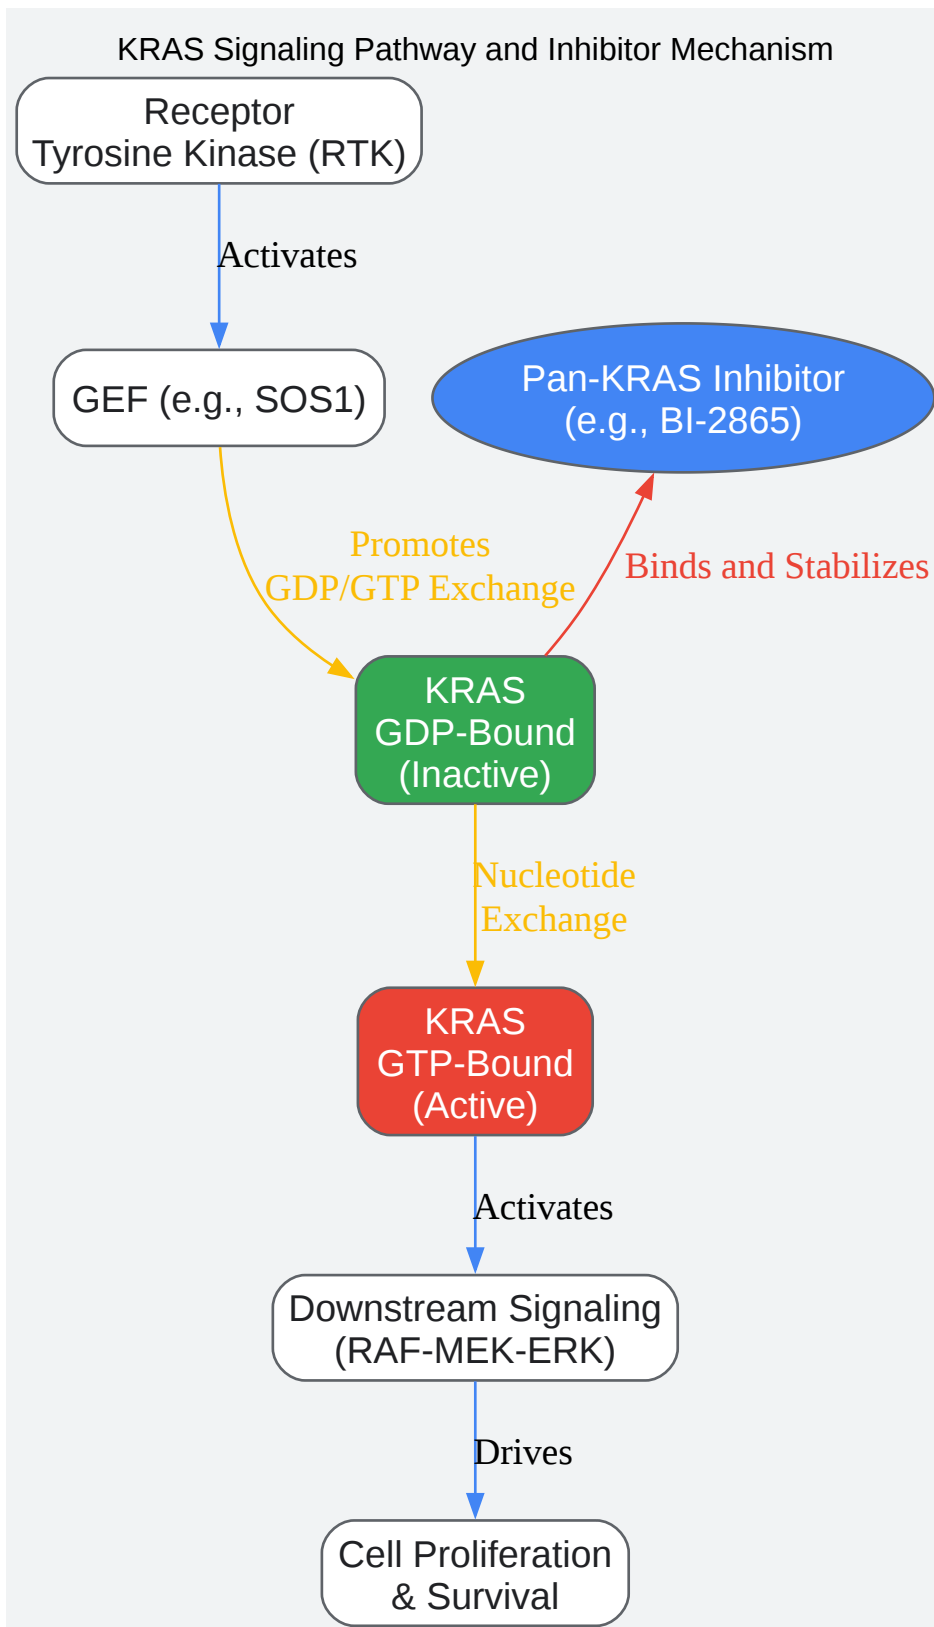 KRAS Signaling Pathway and Inhibitor Mechanism
Receptor
Tyrosine Kinase (RTK)
Activates
GEF (e.g., SOS1)
Pan-KRAS Inhibitor
(e.g., BI-2865)
Promotes
GDP/GTP Exchange
Binds and Stabilizes
KRAS
GDP-Bound
(Inactive)
Nucleotide
Exchange
KRAS
GTP-Bound
(Active)
Activates
Downstream Signaling
(RAF-MEK-ERK)
Drives
Cell Proliferation
& Survival